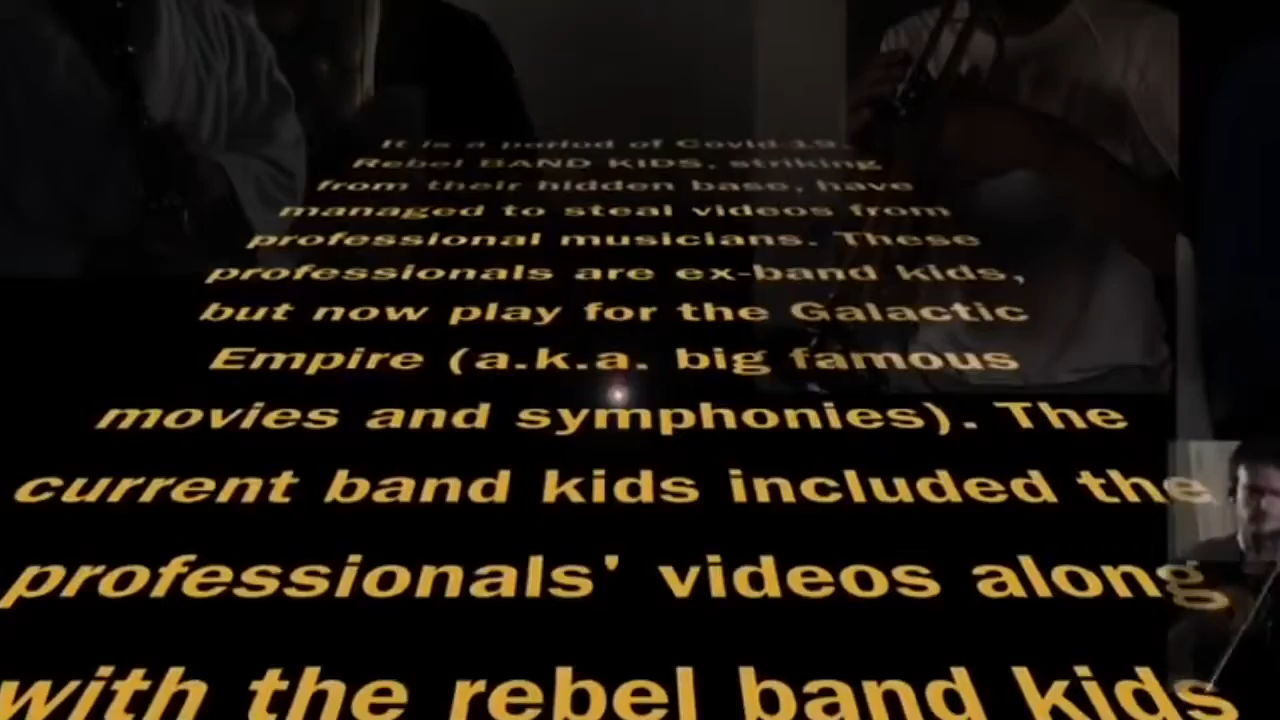 It is a period of Covid-19.
Rebel BAND KIDS, striking
from their hidden base, have
managed to steal videos from
professional musicians. These
professionals are ex-band kids,
but now play for the Galactic
Empire (a.k.a. big famous
movies and symphonies). The
current band kids included the
professionals' videos along
with the rebel band kids